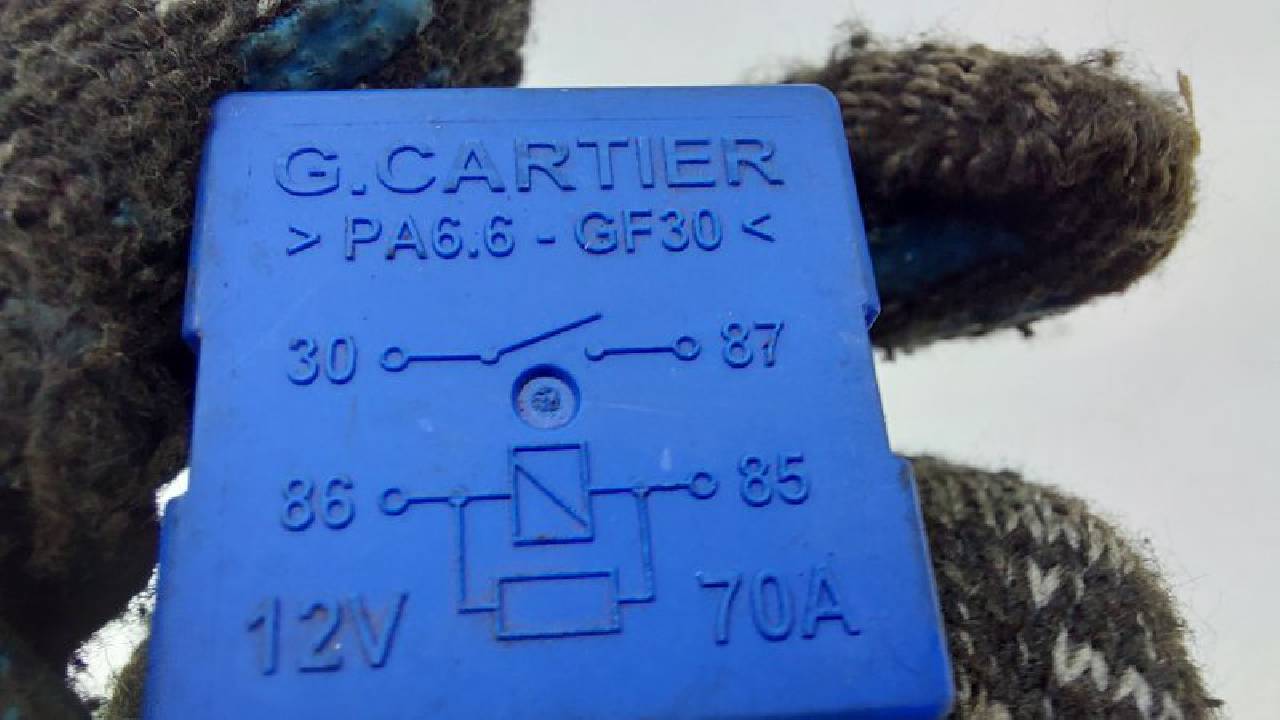 G.CARTIER
> PA6.6 - GF30 <
30 87
86 85
12V 70A